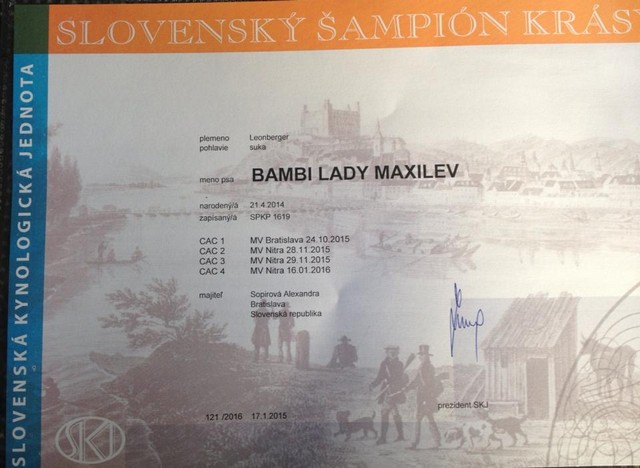 SLOVENSKÝ ŠAMPIÓN KRÁSY
SLOVENSKÁ KYNOLOGICKÁ JEDNOTA
plemeno Leonberger
pohlavie suka
meno psa BAMBI LADY MAXILEV
narodený/á 21.4.2014
zapísaný/á SPKP 1619
CAC 1 MV Bratislava 24.10.2015
CAC 2 MV Nitra 28.11.2015
CAC 3 MV Nitra 29.11.2015
CAC 4 MV Nitra 16.01.2016
majiteľ Sopirová Alexandra
Bratislava
Slovenská republika
prezident SKJ
121 /2016 17.1.2015
SKJ